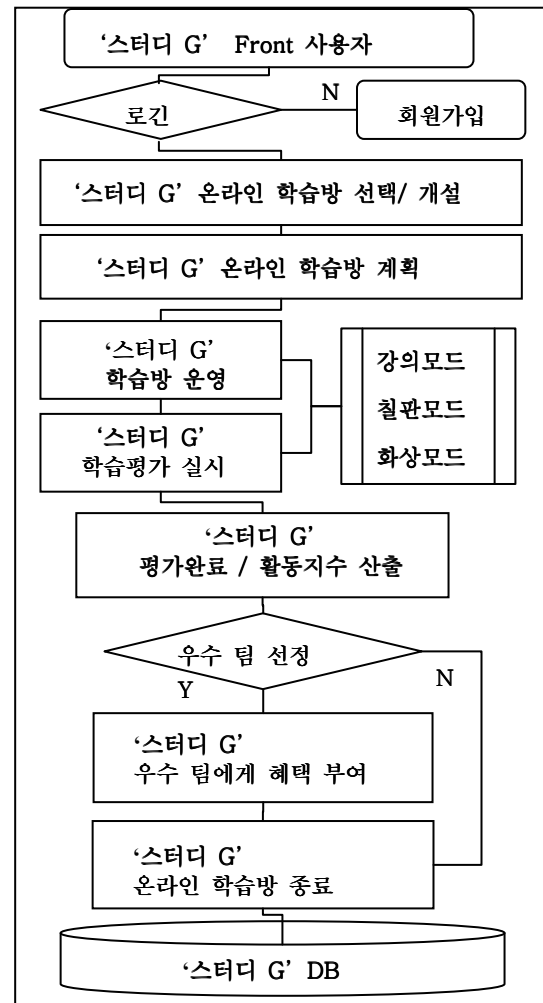 ‘스터디 G’ Front 사용자
로긴
N
회원가입
‘스터디 G’ 온라인 학습방 선택/ 개설
‘스터디 G’ 온라인 학습방 계획
‘스터디 G’
학습방 운영
‘스터디 G’
학습평가 실시
강의모드
칠판모드
화상모드
‘스터디 G’
평가완료 / 활동지수 산출
우수 팀 선정
Y
N
‘스터디 G’
우수 팀에게 혜택 부여
‘스터디 G’
온라인 학습방 종료
‘스터디 G’ DB